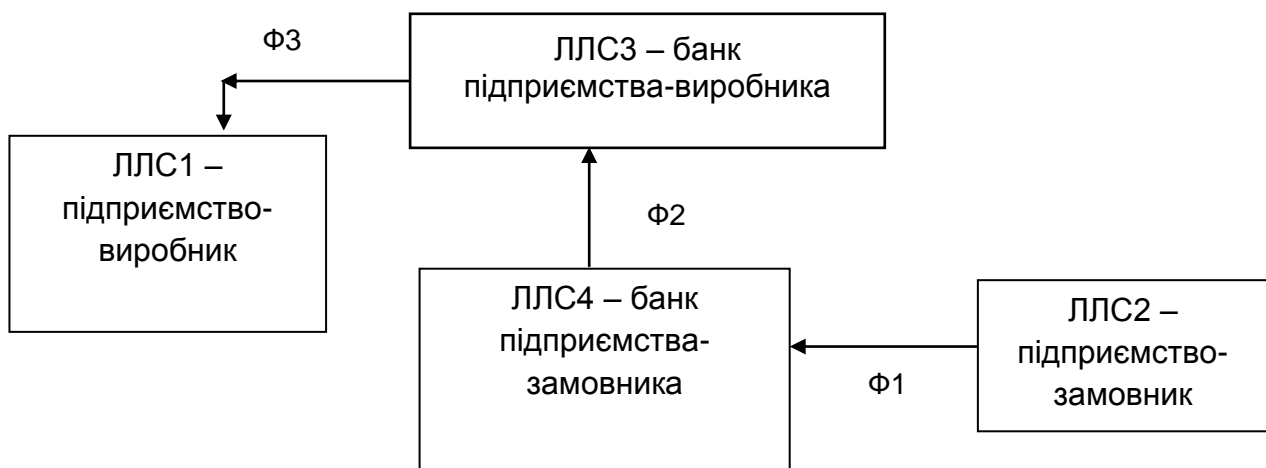 Ф3
ЛЛС3 – банк
підприємства-виробника
ЛЛС1 –
підприємство-
виробник
Ф2
ЛЛС4 – банк
підприємства-
замовника
Ф1
ЛЛС2 –
підприємство-
замовник